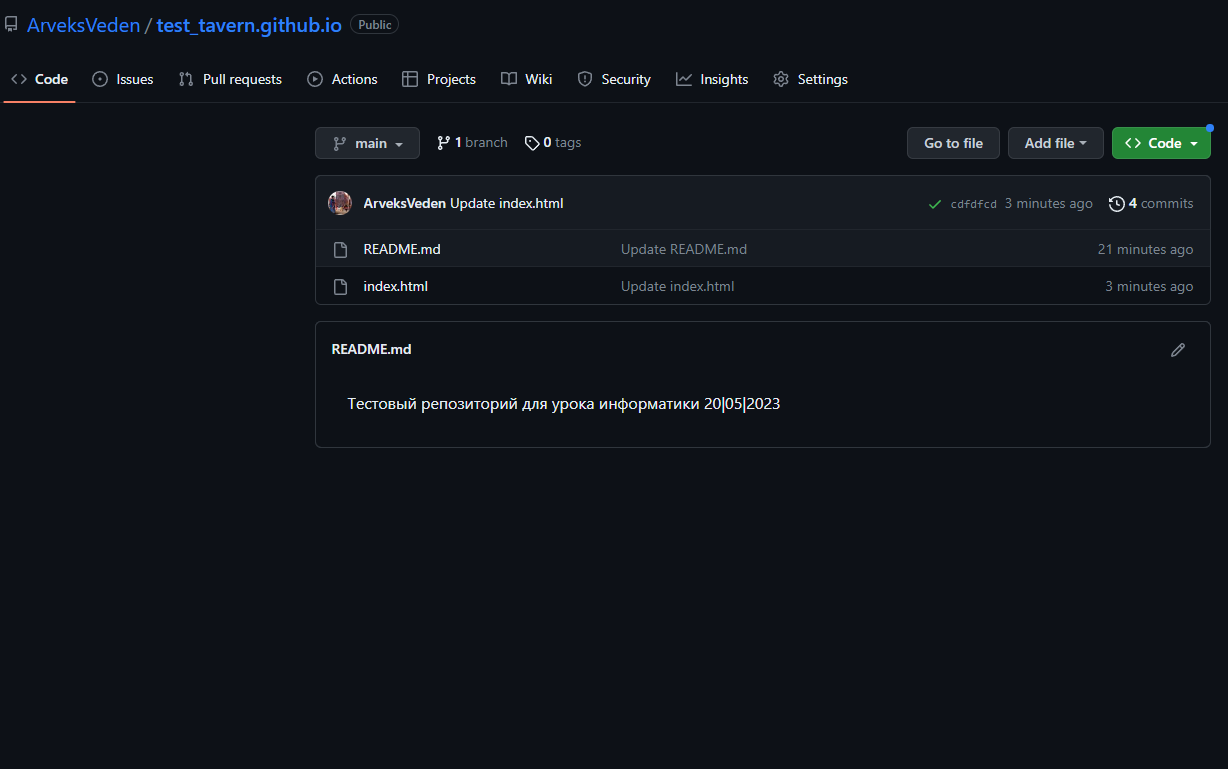 ArveksVeden / test_tavern.github.io Public
Code Issues Pull requests Actions Projects Wiki Security Insights Settings
main 1 branch 0 tags Go to file Add file Code
ArveksVeden Update index.html cdfdfcd 3 minutes ago 4 commits
README.md Update README.md 21 minutes ago
index.html Update index.html 3 minutes ago
README.md
Тестовый репозиторий для урока информатики 20|05|2023